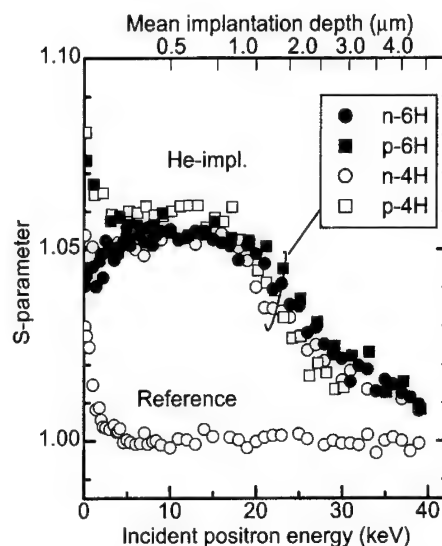 Mean implantation depth (μm)
0.5 1.0 2.0 3.0 4.0
1.10
n-6H
p-6H
n-4H
p-4H
He-impl.
1.05
S-parameter
Reference
1.00
0 10 20 30 40
Incident positron energy (keV)